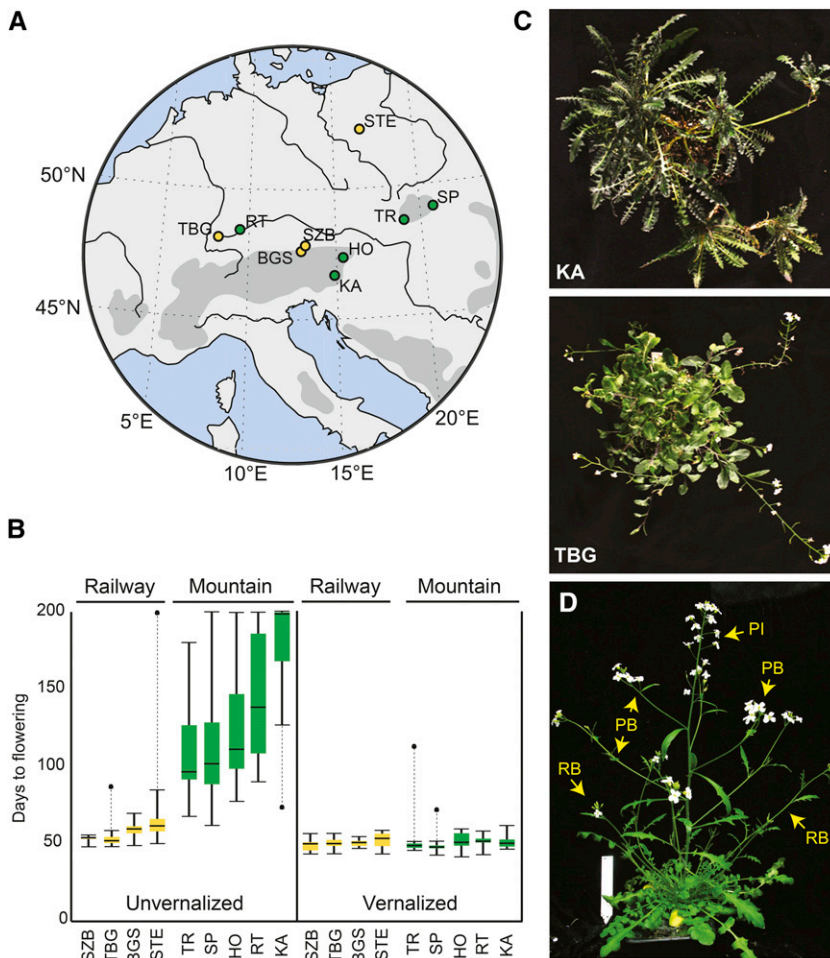 A
50°N
45°N
5°E
10°E
15°E
20°E
STE
SP
TR
RT
TBG
SZB
BGS
HO
KA
B
Railway Mountain Railway Mountain
Days to flowering
200
150
100
50
0
Unvernalized Vernalized
SZB TBG BGS STE TR SP HO RT KA SZB TBG BGS STE TR SP HO RT KA
C
KA
TBG
D
PI
PB
PB
RB
RB